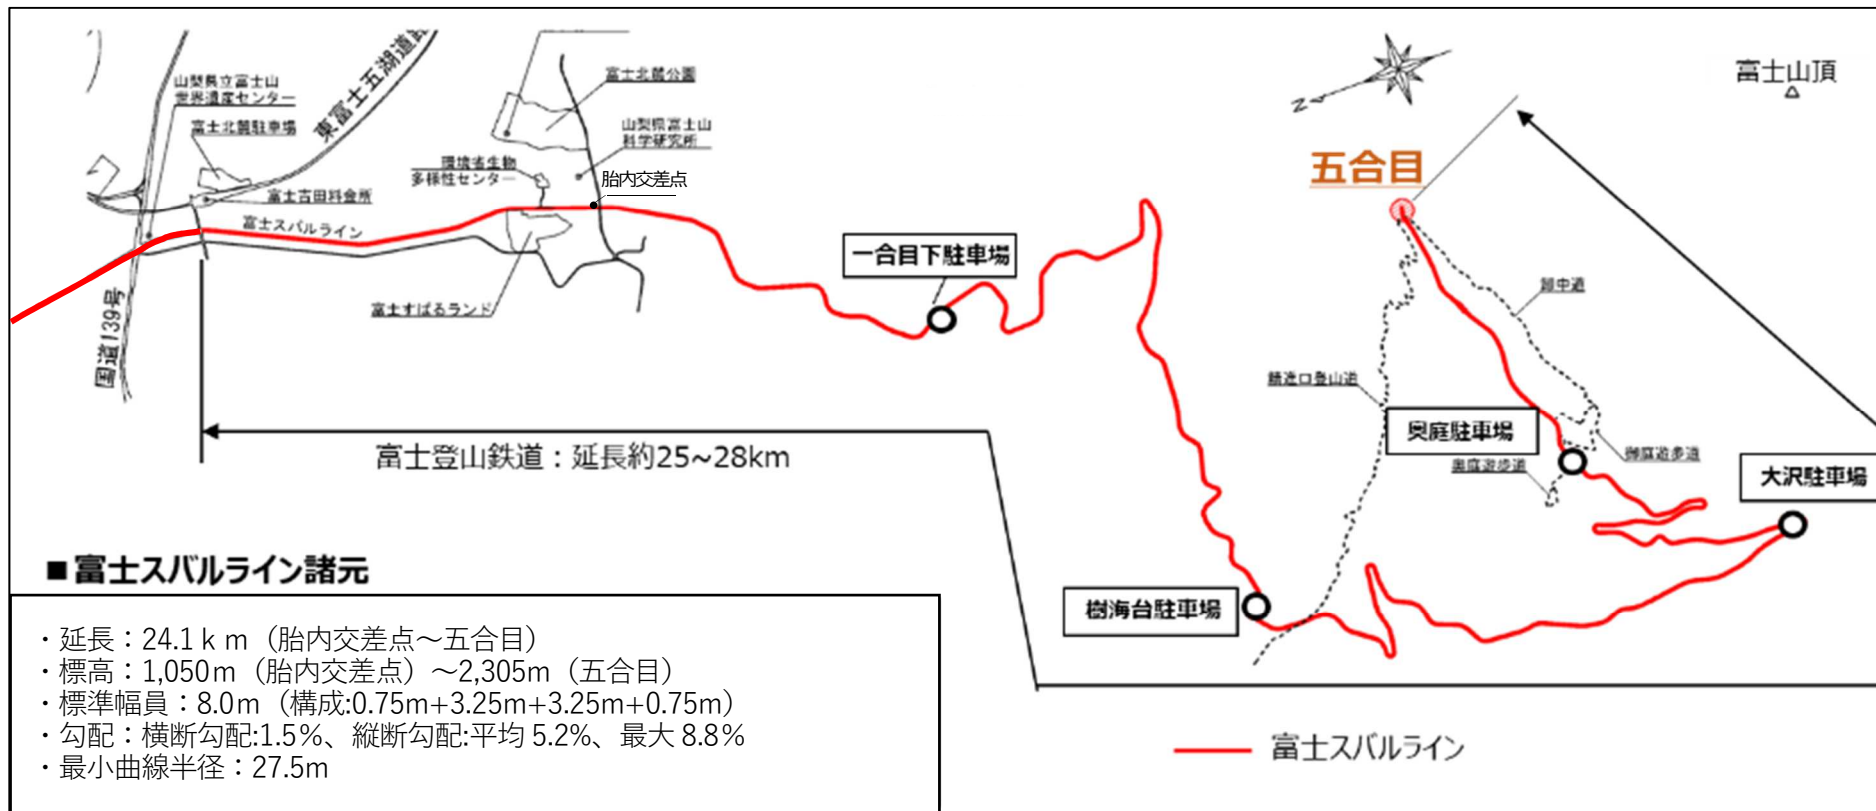 東富士五湖道路
山梨県立富士山
世界遺産センター
富士北麓駐車場
富士吉田料金所
富士スバルライン
国道139号
富士北麓公園
山梨県富士山
科学研究所
環境省生物
多様性センター
胎内交差点
富士すばるランド
一合目下駐車場
N
富士山頂
五合目
御中道
精進口登山道
奥庭駐車場
奥庭遊歩道
御庭遊歩道
大沢駐車場
樹海台駐車場
富士登山鉄道：延長約25~28km
■富士スバルライン諸元
・延長：24.1ｋｍ（胎内交差点～五合目）
・標高：1,050ｍ（胎内交差点）～2,305m（五合目）
・標準幅員：8.0ｍ（構成:0.75m+3.25m+3.25m+0.75m）
・勾配：横断勾配:1.5%、縦断勾配:平均 5.2%、最大 8.8%
・最小曲線半径：27.5m
富士スバルライン